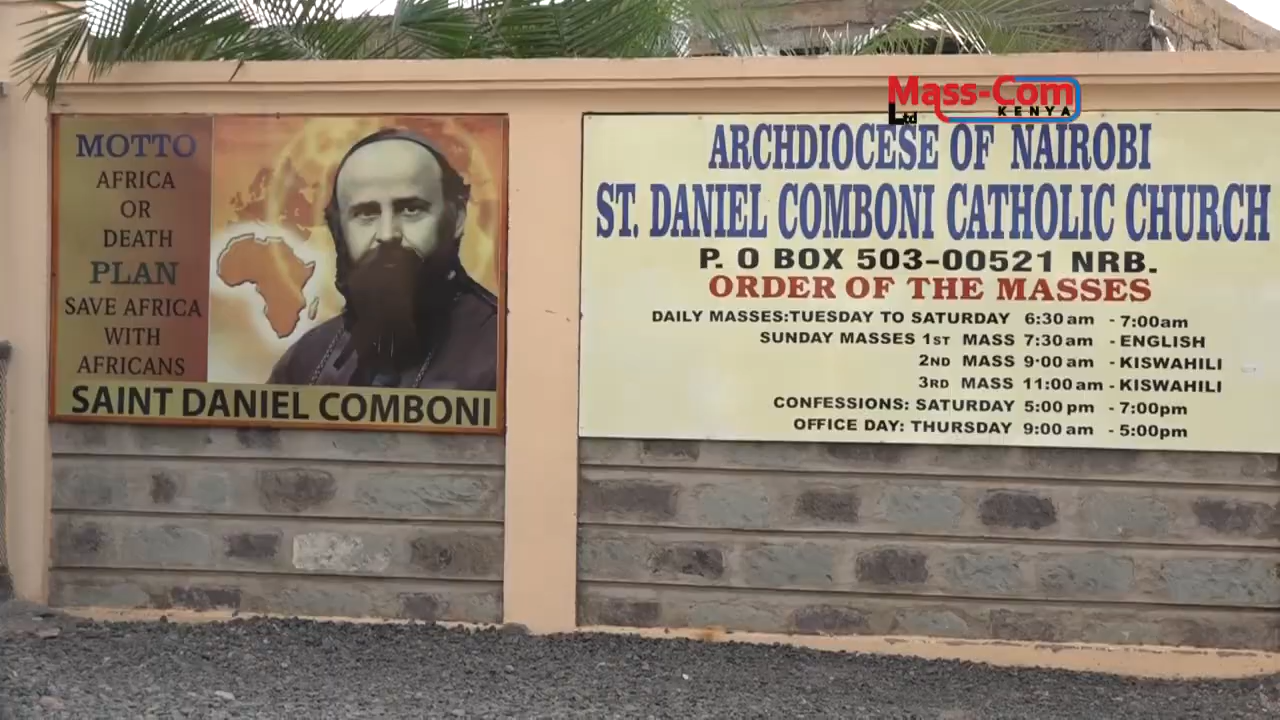 Mass-Com
Ltd KENYA
MOTTO
AFRICA
OR
DEATH
PLAN
SAVE AFRICA
WITH
AFRICANS
SAINT DANIEL COMBONI
ARCHDIOCESE OF NAIROBI
ST. DANIEL COMBONI CATHOLIC CHURCH
P. O BOX 503-00521 NRB.
ORDER OF THE MASSES
DAILY MASSES:TUESDAY TO SATURDAY 6:30am - 7:00am
SUNDAY MASSES 1ST MASS 7:30am - ENGLISH
2ND MASS 9:00am - KISWAHILI
3RD MASS 11:00am - KISWAHILI
CONFESSIONS: SATURDAY 5:00pm - 7:00pm
OFFICE DAY: THURSDAY 9:00am - 5:00pm